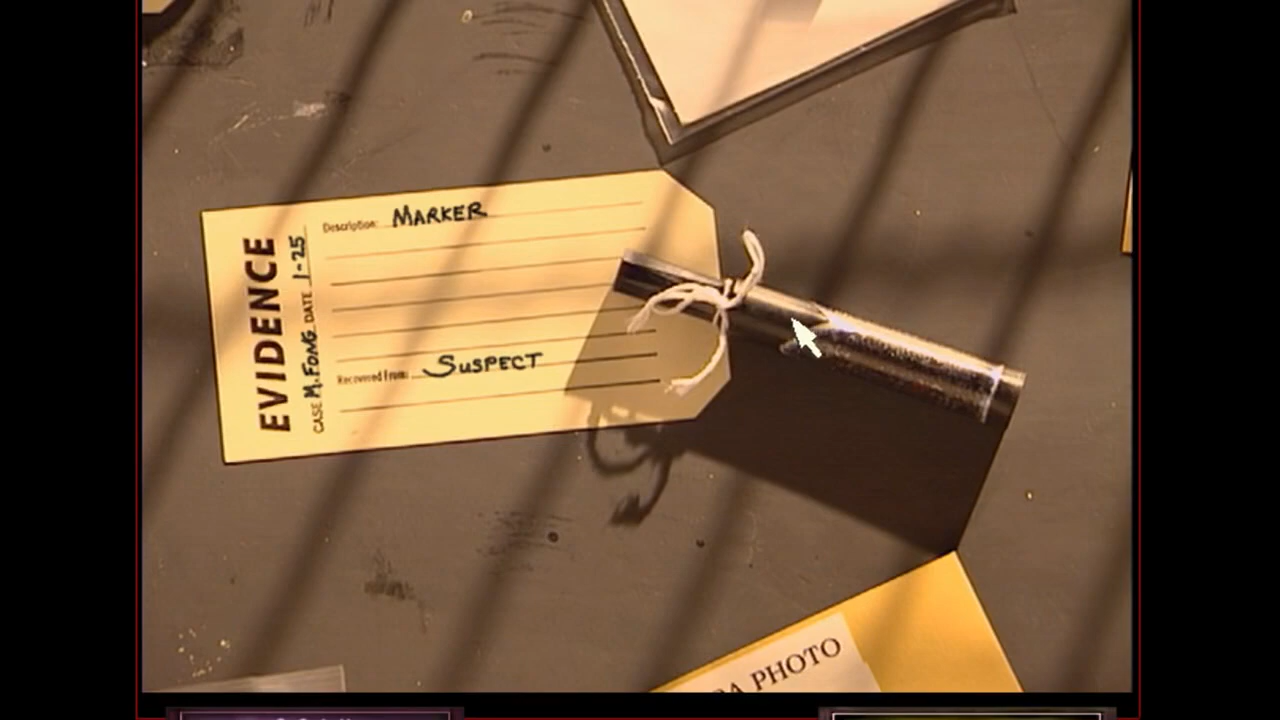 EVIDENCE
CASE M. FONG DATE 1-25
Description: MARKER
Recovered from: SUSPECT
PHOTO